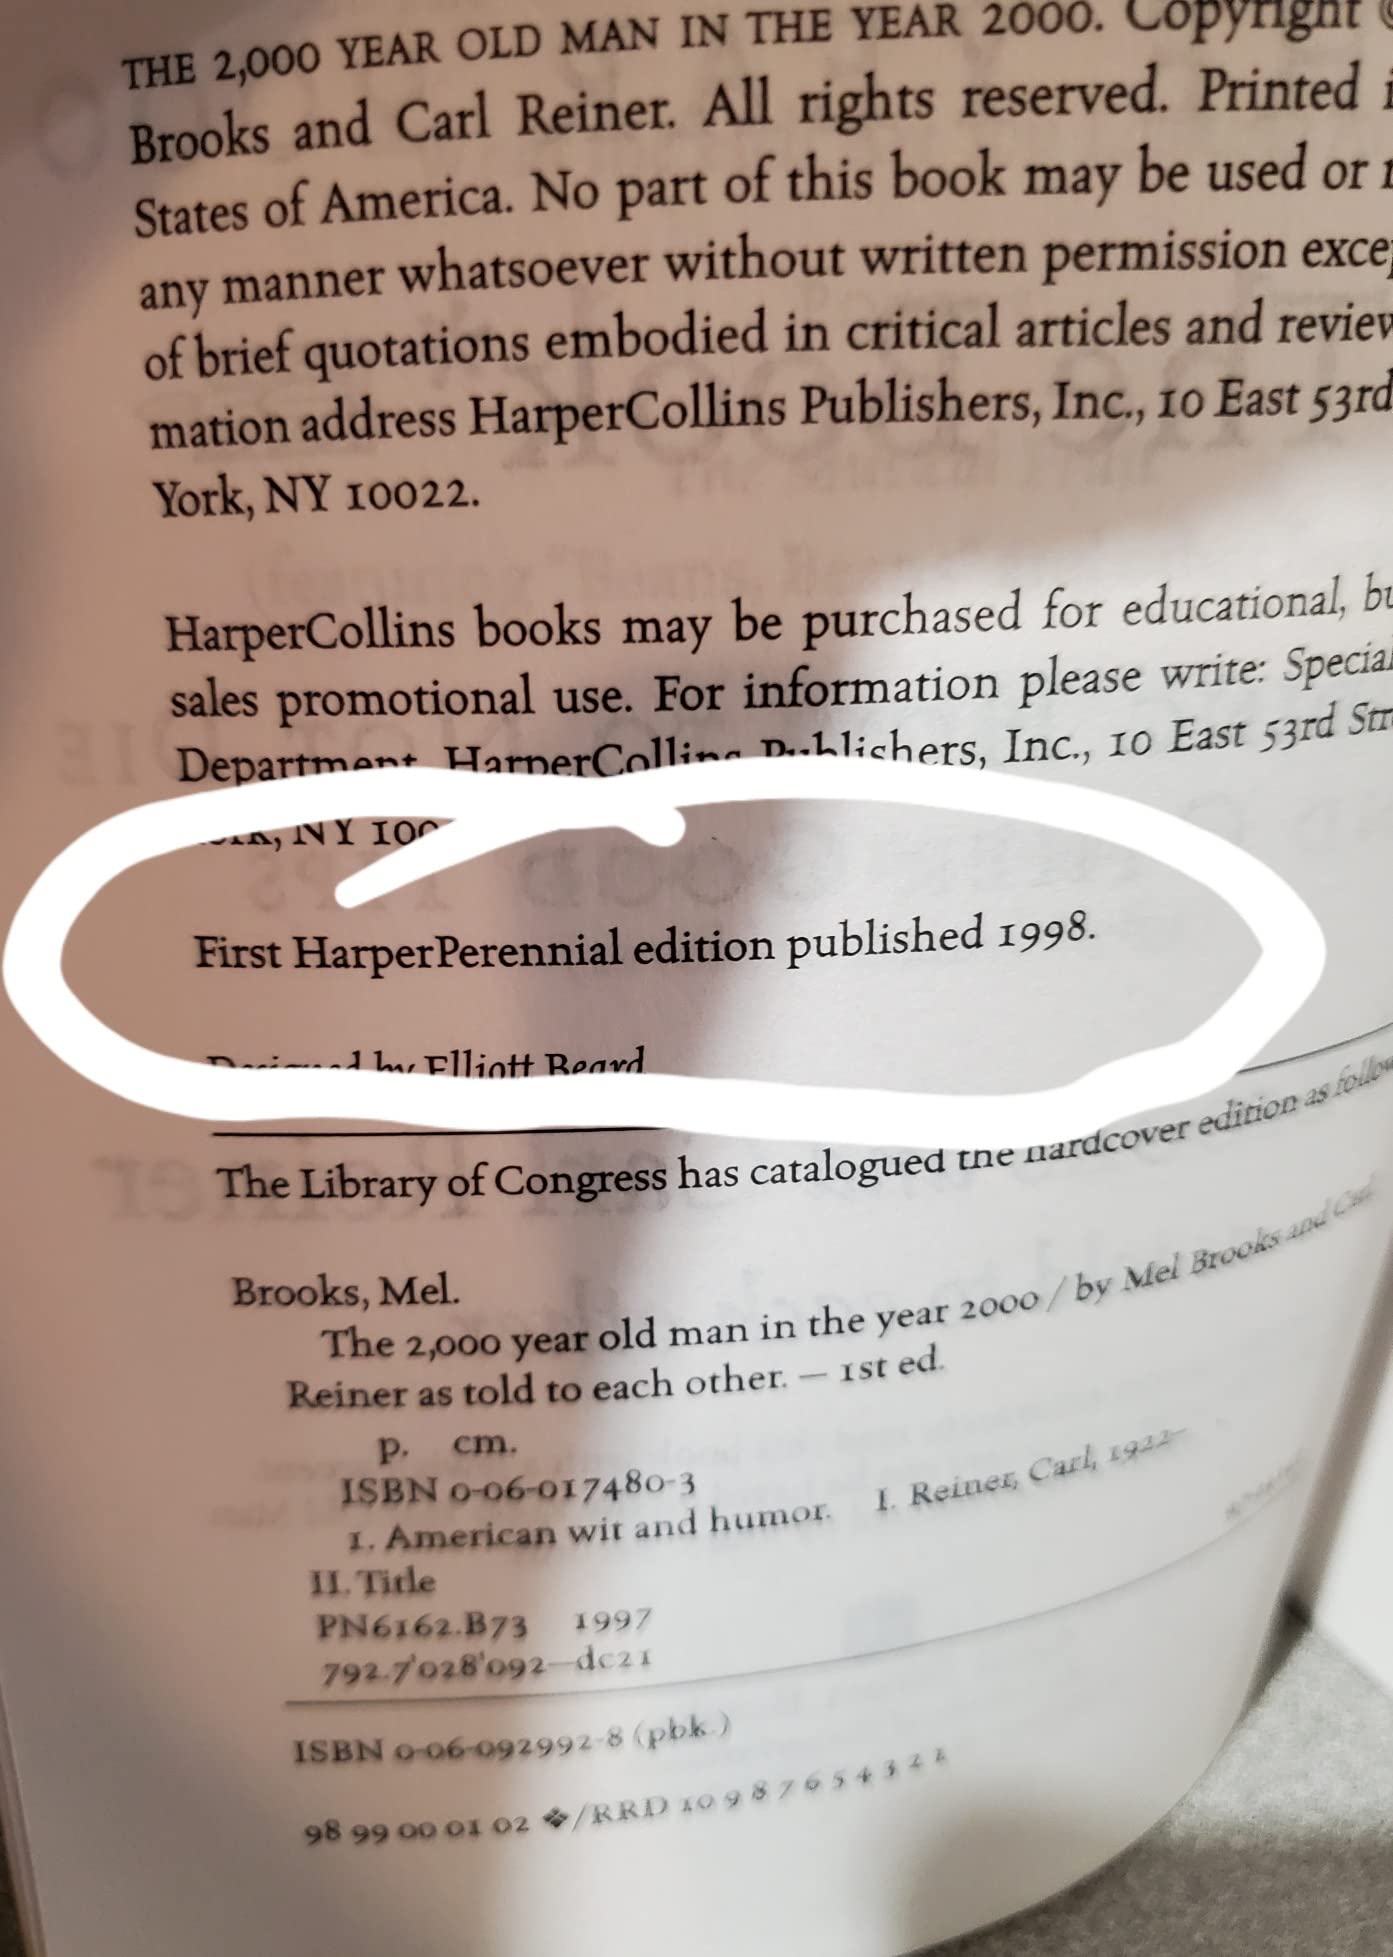 THE 2,000 YEAR OLD MAN IN THE YEAR 2000. Copyright ©
Brooks and Carl Reiner. All rights reserved. Printed
States of America. No part of this book may be used or
any manner whatsoever without written permission
of brief quotations embodied in critical articles and
mation address HarperCollins Publishers, Inc., 10 East 53rd
York, NY 10022.
HarperCollins books may be purchased for educational,
sales promotional use. For information please write: Special
Department, HarperCollins Publishers, Inc., 10 East 53rd
NY
First HarperPerennial edition published 1998.
Designed by Elliott Beard
The Library of Congress has catalogued the hardcover edition as
Brooks, Mel.
The 2,000 year old man in the year 2000 / by Mel Brooks and Carl
Reiner as told to each other. — 1st ed.
p. cm.
ISBN 0-06-017480-3
1. American wit and humor. I. Reiner, Carl, 1922–
II. Title
PN6162.B73 1997
792.7'028'092—dc21
ISBN 0-06-092992-8 (pbk.)
98 99 00 01 02 ❖/RRD 10 9 8 7 6 5 4 3 2 1